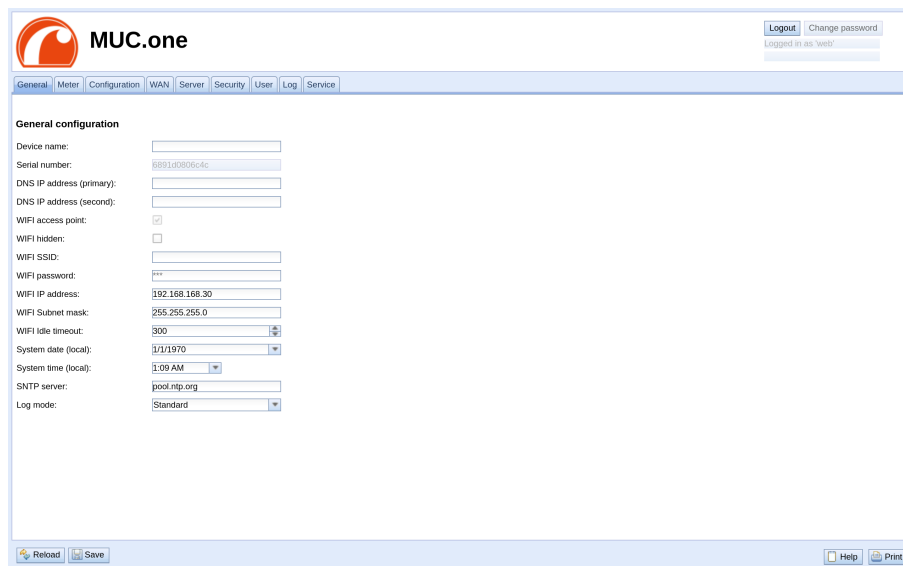 MUC.one
Logout Change password
Logged in as 'web'
General Meter Configuration WAN Server Security User Log Service
General configuration
Device name:
Serial number: 6891d0806c4c
DNS IP address (primary):
DNS IP address (second):
WIFI access point:
WIFI hidden:
WIFI SSID:
WIFI password: ***
WIFI IP address: 192.168.168.30
WIFI Subnet mask: 255.255.255.0
WIFI Idle timeout: 300
System date (local): 1/1/1970
System time (local): 1:09 AM
SNTP server: pool.ntp.org
Log mode: Standard
Reload Save Help Print